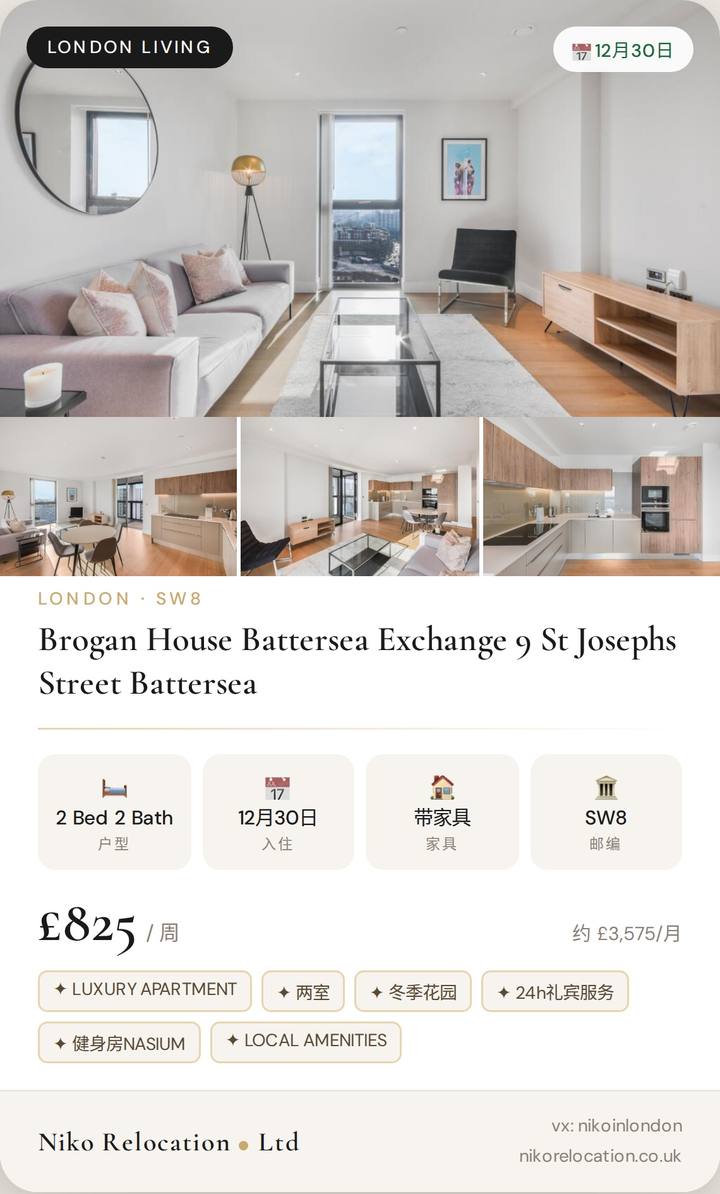 LONDON LIVING
12月30日
LONDON · SW8
Brogan House Battersea Exchange 9 St Josephs
Street Battersea
2 Bed 2 Bath
户型
12月30日
入住
带家具
家具
SW8
邮编
£825 / 周
约 £3,575/月
✦ LUXURY APARTMENT
✦ 两室
✦ 冬季花园
✦ 24h礼宾服务
✦ 健身房NASIUM
✦ LOCAL AMENITIES
Niko Relocation ● Ltd
vx: nikoinlondon
nikorelocation.co.uk